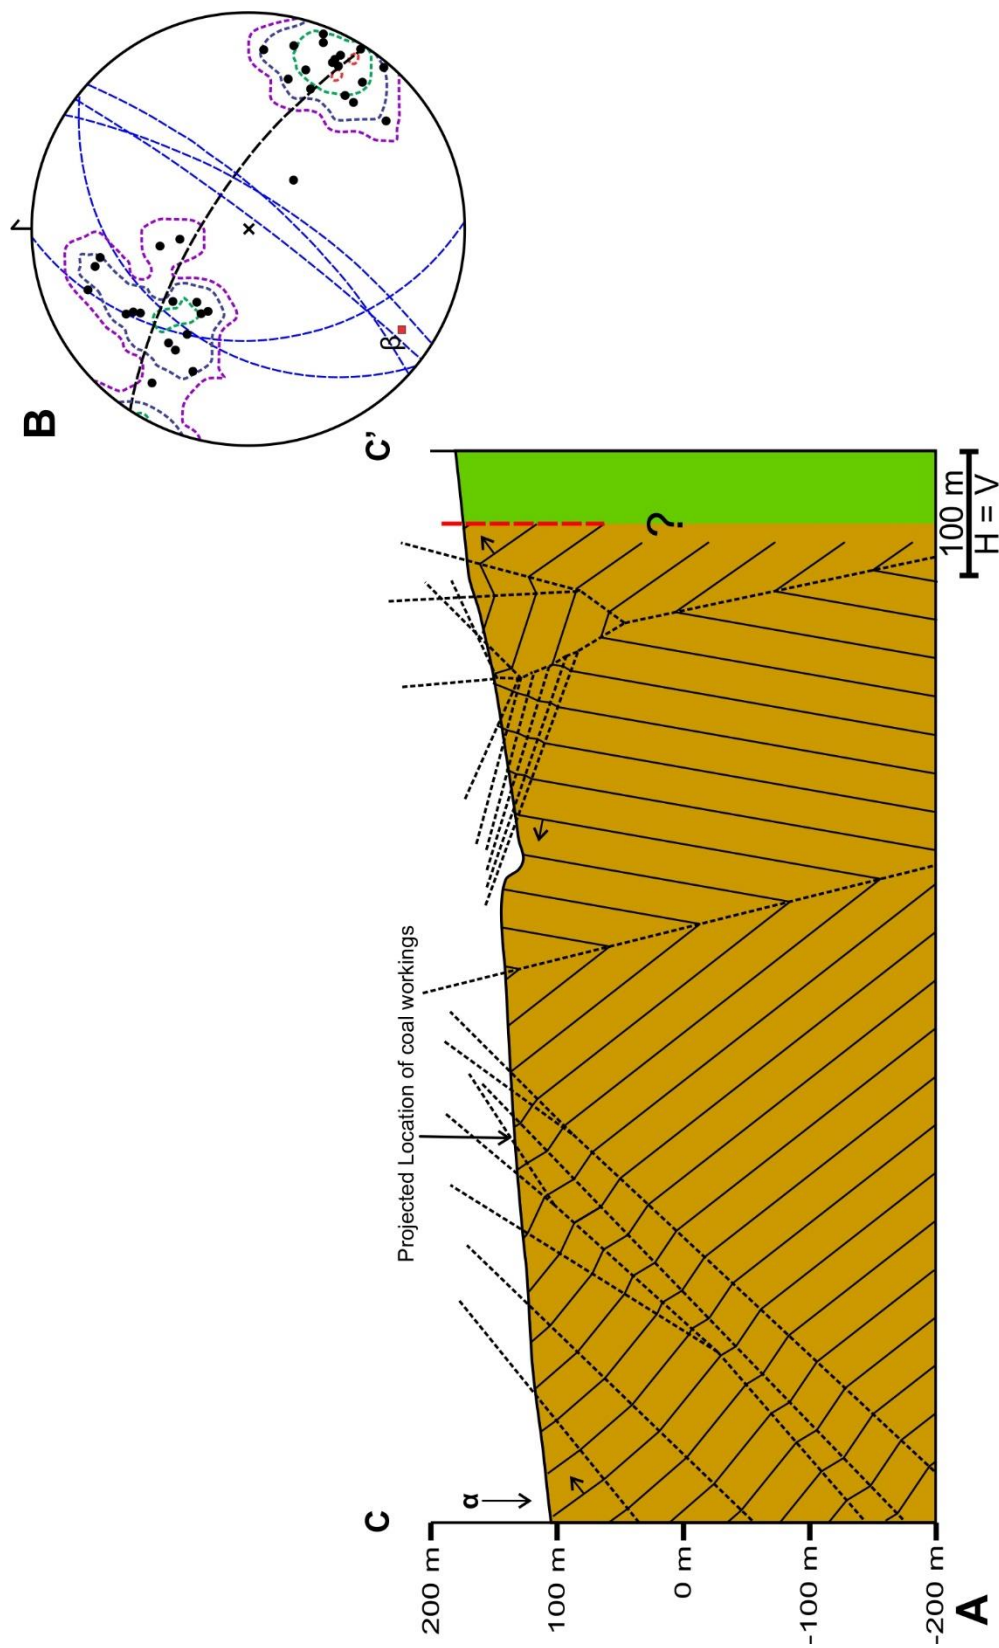 B
β
C'
Projected Location of coal workings
C
α
?
200 m
100 m
0 m
-100 m
-200 m
100 m
H = V
A